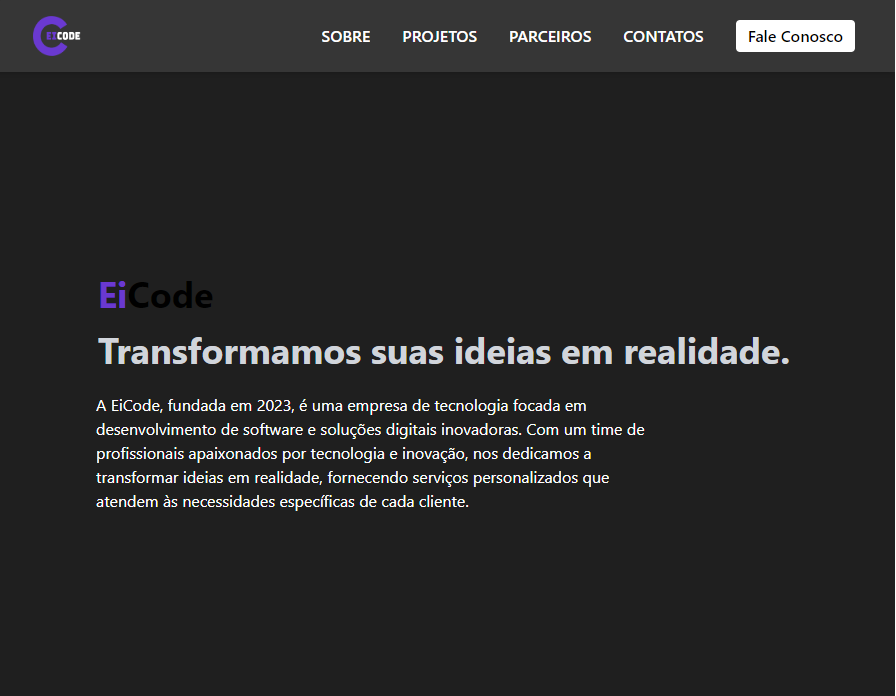 EICODE
SOBRE PROJETOS PARCEIROS CONTATOS Fale Conosco
EiCode
Transformamos suas ideias em realidade.
A EiCode, fundada em 2023, é uma empresa de tecnologia focada em
desenvolvimento de software e soluções digitais inovadoras. Com um time de
profissionais apaixonados por tecnologia e inovação, nos dedicamos a
transformar ideias em realidade, fornecendo serviços personalizados que
atendem às necessidades específicas de cada cliente.